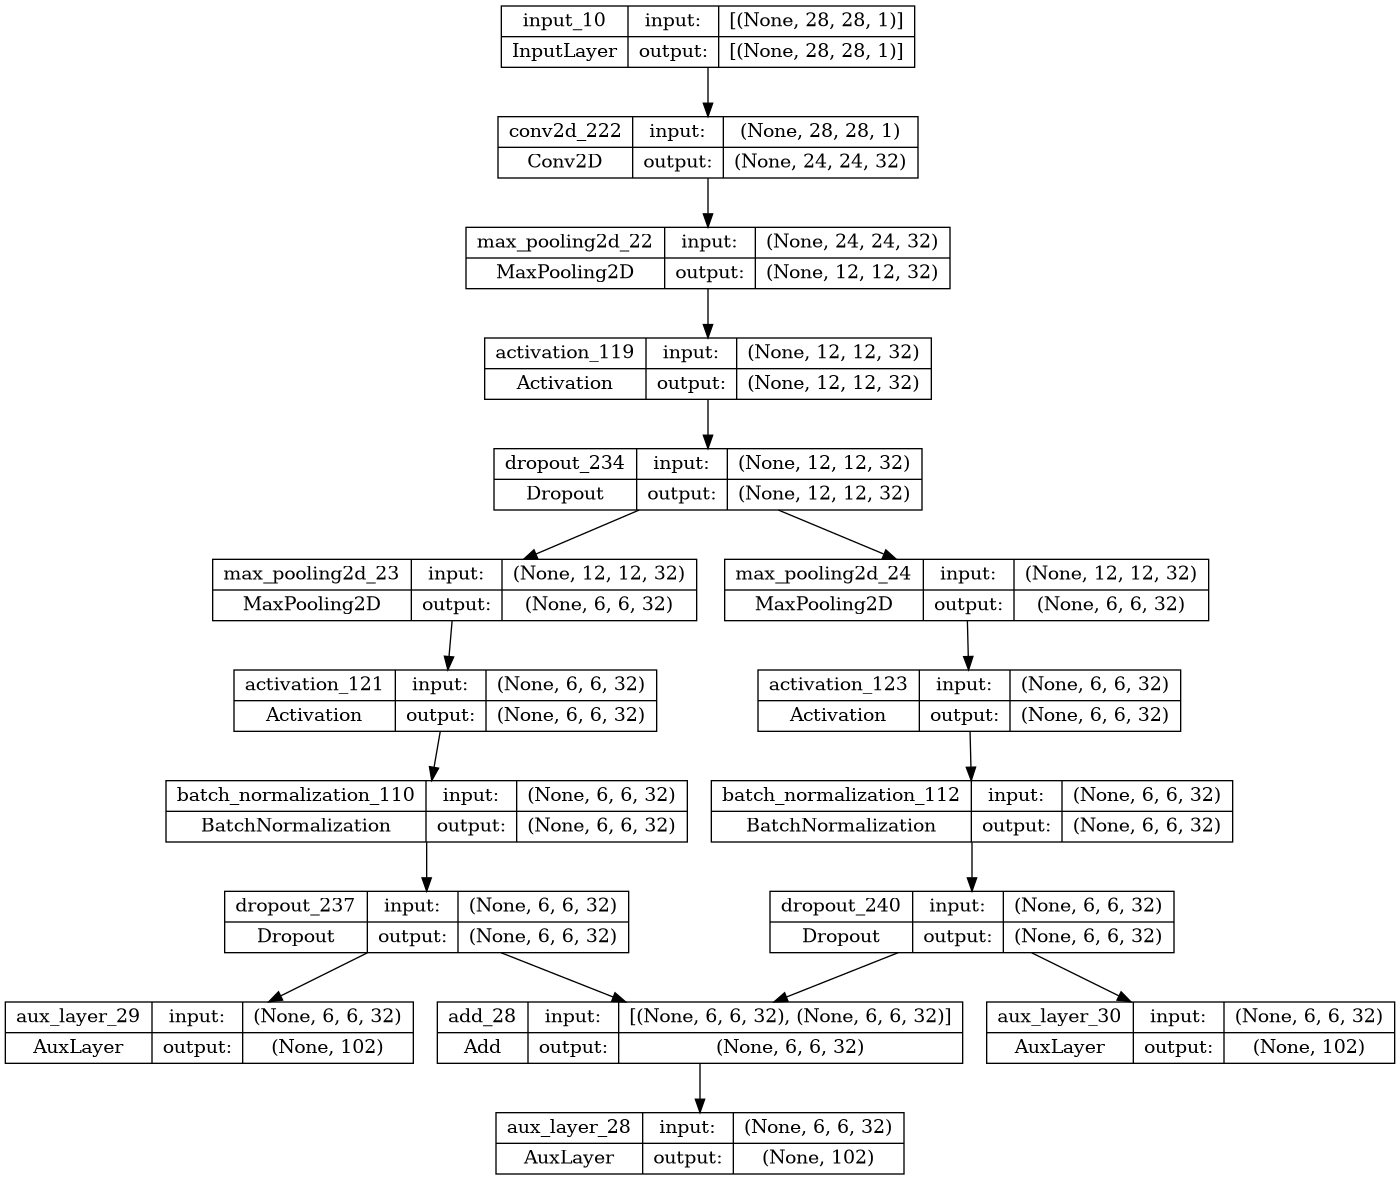 input_10 input: [(None, 28, 28, 1)]
InputLayer output: [(None, 28, 28, 1)]
conv2d_222 input: (None, 28, 28, 1)
Conv2D output: (None, 24, 24, 32)
max_pooling2d_22 input: (None, 24, 24, 32)
MaxPooling2D output: (None, 12, 12, 32)
activation_119 input: (None, 12, 12, 32)
Activation output: (None, 12, 12, 32)
dropout_234 input: (None, 12, 12, 32)
Dropout output: (None, 12, 12, 32)
max_pooling2d_23 input: (None, 12, 12, 32)
MaxPooling2D output: (None, 6, 6, 32)
max_pooling2d_24 input: (None, 12, 12, 32)
MaxPooling2D output: (None, 6, 6, 32)
activation_121 input: (None, 6, 6, 32)
Activation output: (None, 6, 6, 32)
activation_123 input: (None, 6, 6, 32)
Activation output: (None, 6, 6, 32)
batch_normalization_110 input: (None, 6, 6, 32)
BatchNormalization output: (None, 6, 6, 32)
batch_normalization_112 input: (None, 6, 6, 32)
BatchNormalization output: (None, 6, 6, 32)
dropout_237 input: (None, 6, 6, 32)
Dropout output: (None, 6, 6, 32)
dropout_240 input: (None, 6, 6, 32)
Dropout output: (None, 6, 6, 32)
aux_layer_29 input: (None, 6, 6, 32)
AuxLayer output: (None, 102)
add_28 input: [(None, 6, 6, 32), (None, 6, 6, 32)]
Add output: (None, 6, 6, 32)
aux_layer_30 input: (None, 6, 6, 32)
AuxLayer output: (None, 102)
aux_layer_28 input: (None, 6, 6, 32)
AuxLayer output: (None, 102)